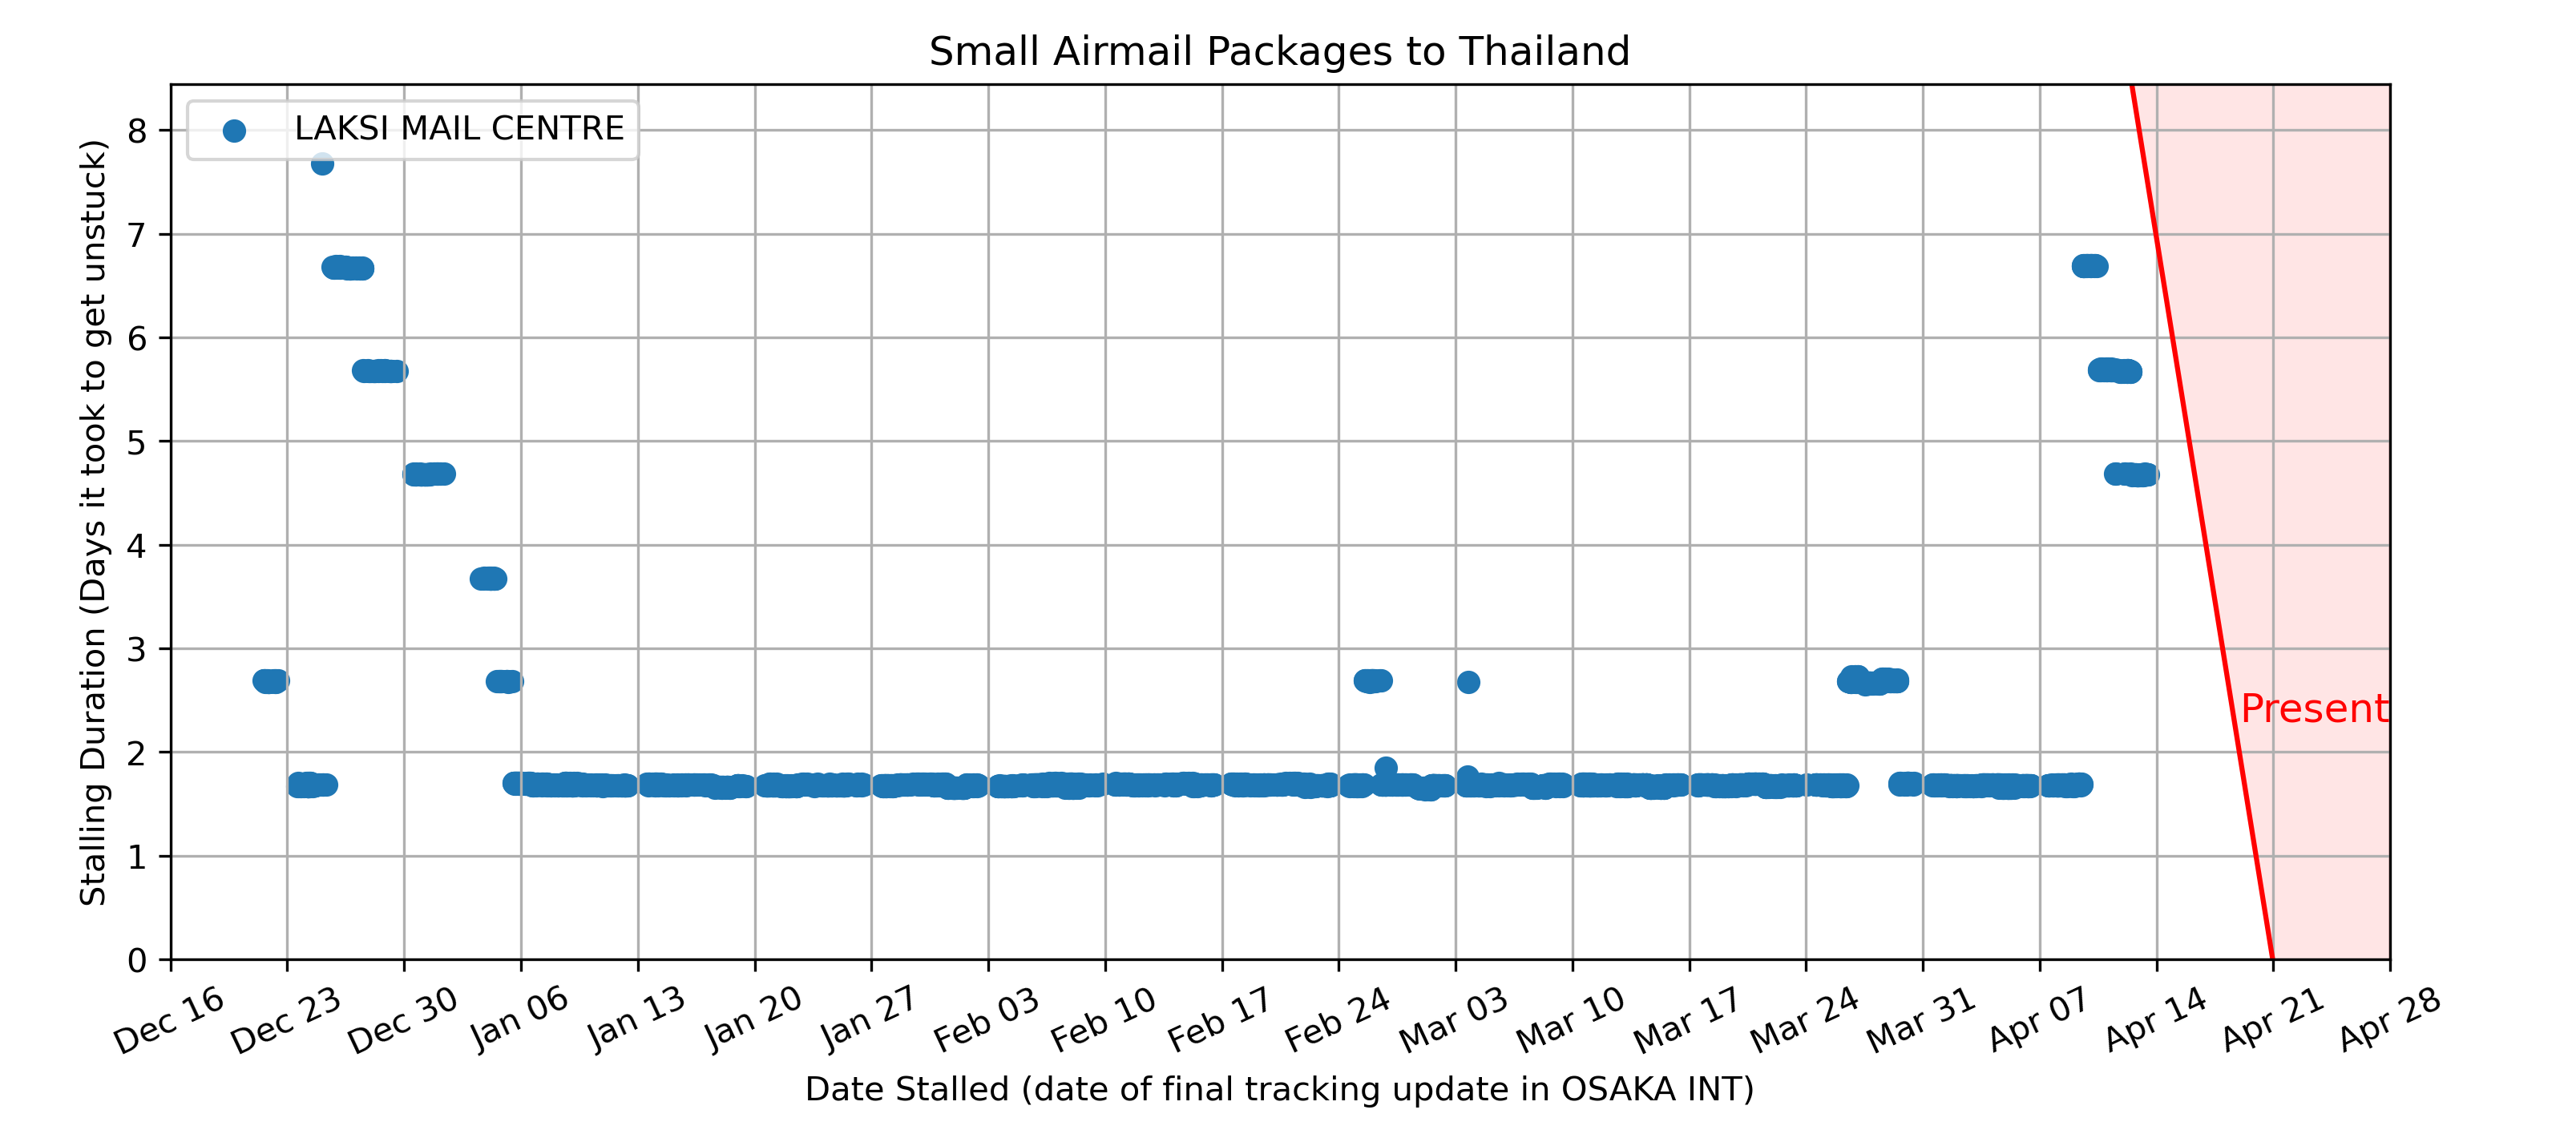 Small Airmail Packages to Thailand
LAKSI MAIL CENTRE
Stalling Duration (Days it took to get unstuck)
8
7
6
5
4
3
2
1
0
Present
Dec 16
Dec 23
Dec 30
Jan 06
Jan 13
Jan 20
Jan 27
Feb 03
Feb 10
Feb 17
Feb 24
Mar 03
Mar 10
Mar 17
Mar 24
Mar 31
Apr 07
Apr 14
Apr 21
Apr 28
Date Stalled (date of final tracking update in OSAKA INT)